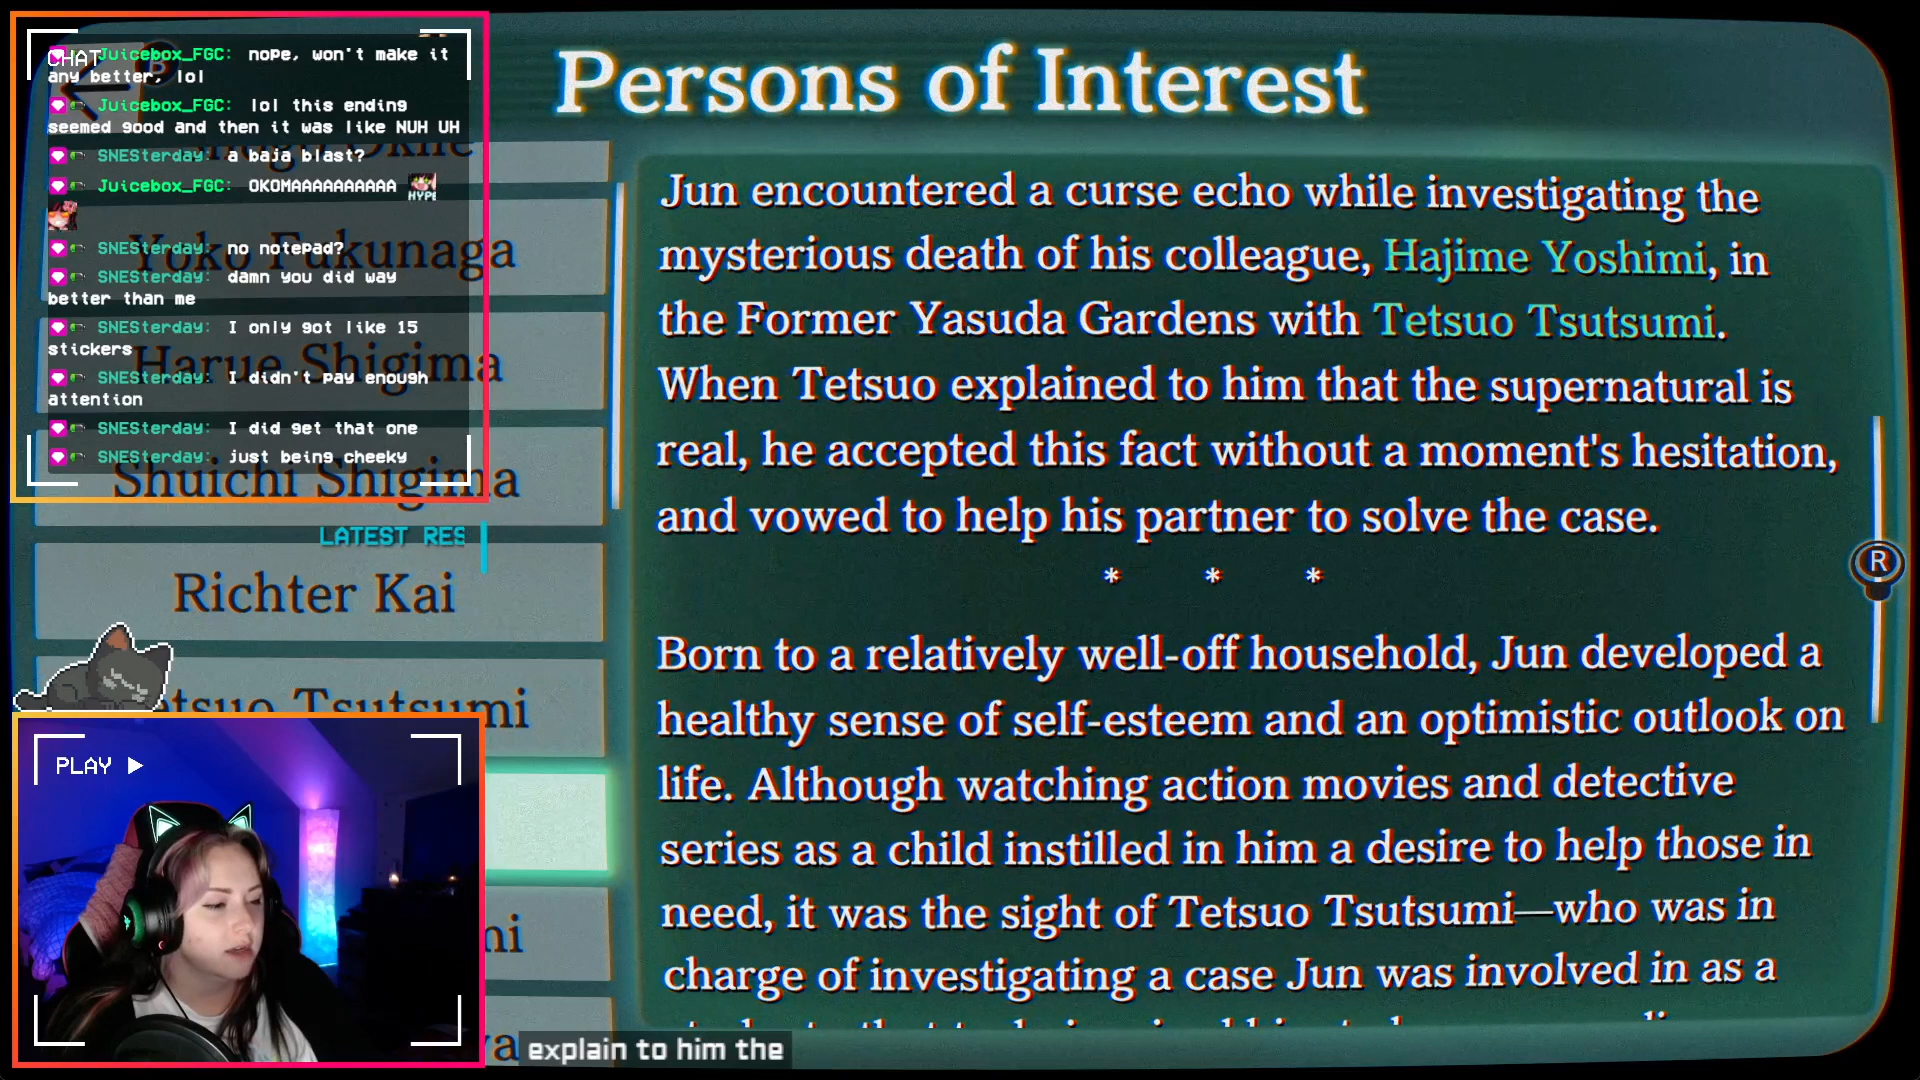 CHAT
Juicebox_FGC: nope, won't make it
any better, lol
Juicebox_FGC: lol this ending
seemed good and then it was like NUH UH
SNESterday: a baja blast?
Juicebox_FGC: OKOMAAAAAAAAAA HYPE
SNESterday: no notepad?
SNESterday: damn you did way
better than me
SNESterday: I only got like 15
stickers
SNESterday: I didn't pay enough
attention
SNESterday: I did get that one
SNESterday: just being cheeky
Yoko Fukunaga
Harue Shigima
Shuichi Shigima
LATEST RES
Richter Kai
Tsutsumi
PLAY
Persons of Interest
Jun encountered a curse echo while investigating the
mysterious death of his colleague, Hajime Yoshimi, in
the Former Yasuda Gardens with Tetsuo Tsutsumi.
When Tetsuo explained to him that the supernatural is
real, he accepted this fact without a moment's hesitation,
and vowed to help his partner to solve the case.
* * *
Born to a relatively well-off household, Jun developed a
healthy sense of self-esteem and an optimistic outlook on
life. Although watching action movies and detective
series as a child instilled in him a desire to help those in
need, it was the sight of Tetsuo Tsutsumi—who was in
charge of investigating a case Jun was involved in as a
R
explain to him the